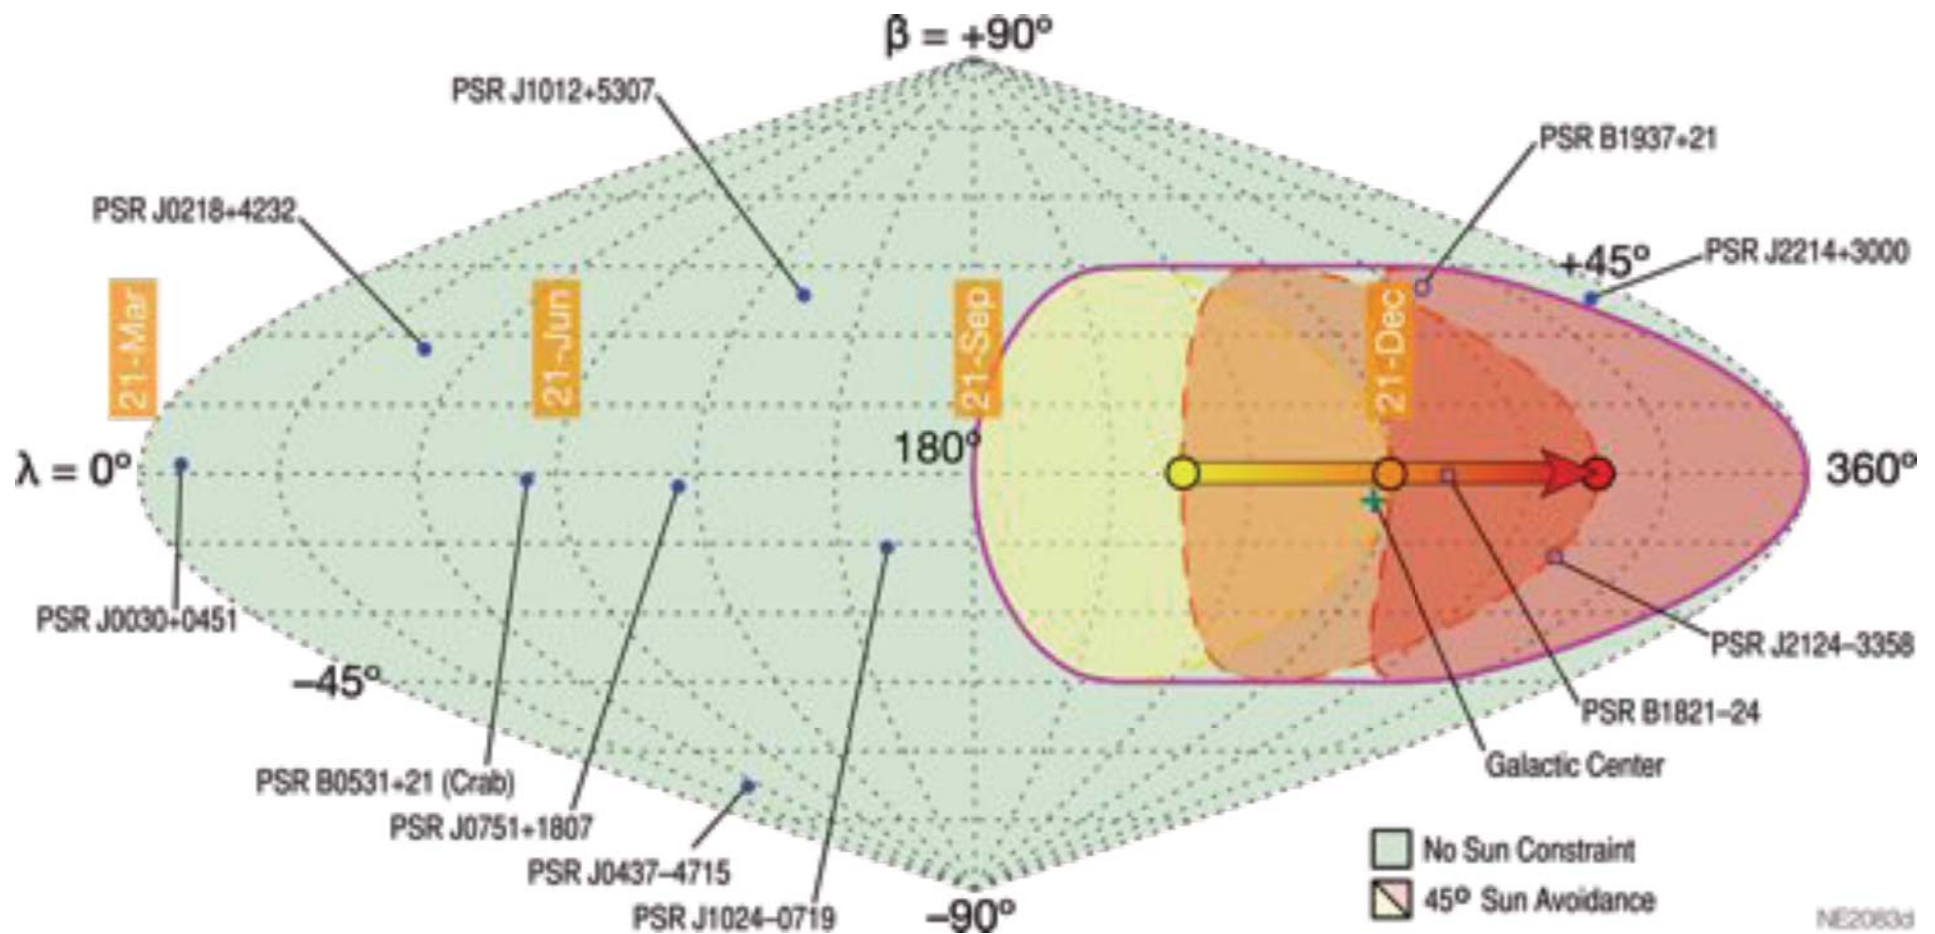 β = +90°
PSR J1012+5307
PSR B1937+21
PSR J0218+4232
+45°
PSR J2214+3000
21-Mar
21-Jun
21-Sep
21-Dec
λ = 0°
180°
360°
PSR J0030+0451
PSR J2124–3358
–45°
PSR B1821–24
Galactic Center
PSR B0531+21 (Crab)
PSR J0751+1807
PSR J0437–4715
PSR J1024–0719
–90°
No Sun Constraint
45° Sun Avoidance
NE2083d